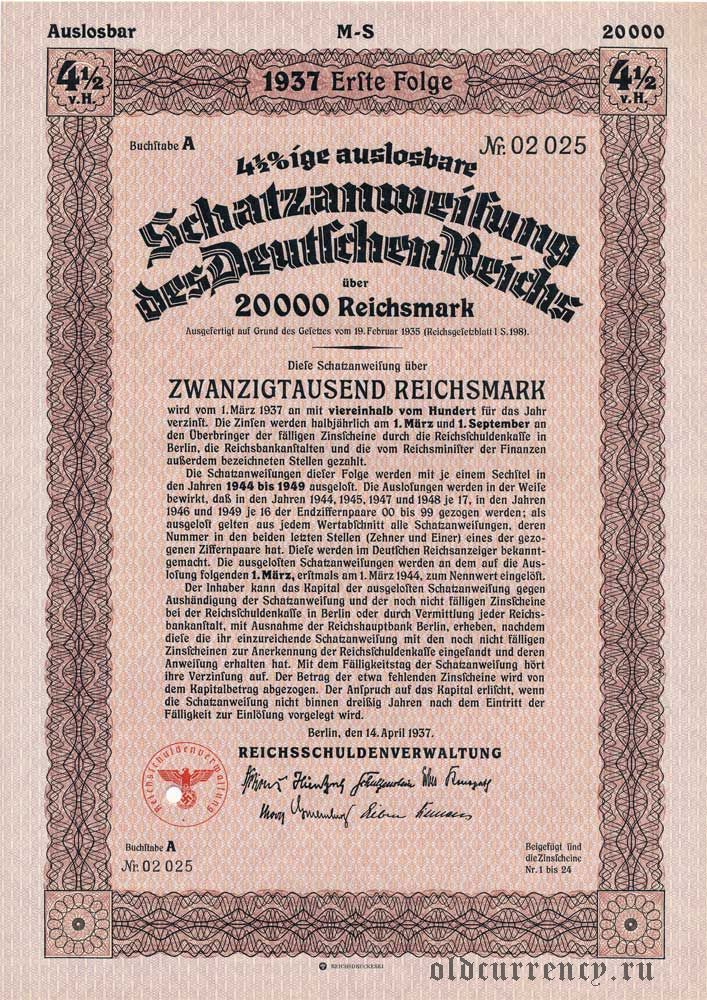 Auslosbar M-S 20000
4½ v.H. 1937 Erſte Folge 4½ v.H.
Buchſtabe A Nr. 02 025
4½%ige auslosbare
Schatzanweiſung
des Deutſchen Reichs
über
20000 Reichsmark
Ausgefertigt auf Grund des Geſetzes vom 19. Februar 1935 (Reichsgeſetzblatt I S. 198).
Dieſe Schatzanweiſung über
ZWANZIGTAUSEND REICHSMARK
wird vom 1. März 1937 an mit viereinhalb vom Hundert für das Jahr
verzinſt. Die Zinſen werden halbjährlich am 1. März und 1. September an
den Überbringer der fälligen Zinsſcheine durch die Reichsſchuldenkaſſe in
Berlin, die Reichsbankanſtalten und die vom Reichsminiſter der Finanzen
außerdem bezeichneten Stellen gezahlt.
Die Schatzanweiſungen dieſer Folge werden mit je einem Sechſtel in
den Jahren 1944 bis 1949 ausgeloſt. Die Ausloſungen werden in der Weiſe
bewirkt, daß in den Jahren 1944, 1945, 1947 und 1948 je 17, in den Jahren
1946 und 1949 je 16 der Endziffernpaare 00 bis 99 gezogen werden; als
ausgeloſt gelten aus jedem Wertabſchnitt alle Schatzanweiſungen, deren
Nummer in den beiden letzten Stellen (Zehner und Einer) eines der gezo-
genen Ziffernpaare hat. Dieſe werden im Deutſchen Reichsanzeiger bekannt-
gemacht. Die ausgeloſten Schatzanweiſungen werden an dem auf die Aus-
loſung folgenden 1. März, erſtmals am 1. März 1944, zum Nennwert eingelöſt.
Der Inhaber kann das Kapital der ausgeloſten Schatzanweiſung gegen
Aushändigung der Schatzanweiſung und der noch nicht fälligen Zinsſcheine
bei der Reichsſchuldenkaſſe in Berlin oder durch Vermittlung jeder Reichs-
bankanſtalt, mit Ausnahme der Reichshauptbank Berlin, erheben, nachdem
dieſe die ihr einzureichende Schatzanweiſung mit den noch nicht fälligen
Zinsſcheinen zur Anerkennung der Reichsſchuldenkaſſe eingeſandt und deren
Anweiſung erhalten hat. Mit dem Fälligkeitstag der Schatzanweiſung hört
ihre Verzinſung auf. Der Betrag der etwa fehlenden Zinsſcheine wird von
dem Kapitalbetrag abgezogen. Der Anſpruch auf das Kapital erliſcht, wenn
die Schatzanweiſung nicht binnen dreißig Jahren nach dem Eintritt der
Fälligkeit zur Einlöſung vorgelegt wird.
Berlin, den 14. April 1937.
REICHSSCHULDENVERWALTUNG
Reichsſchuldenverwaltung
Buchſtabe A
Nr. 02 025
Beigefügt ſind
die Zinsſcheine
Nr. 1 bis 24
REICHSDRUCKEREI
oldcurrency.ru